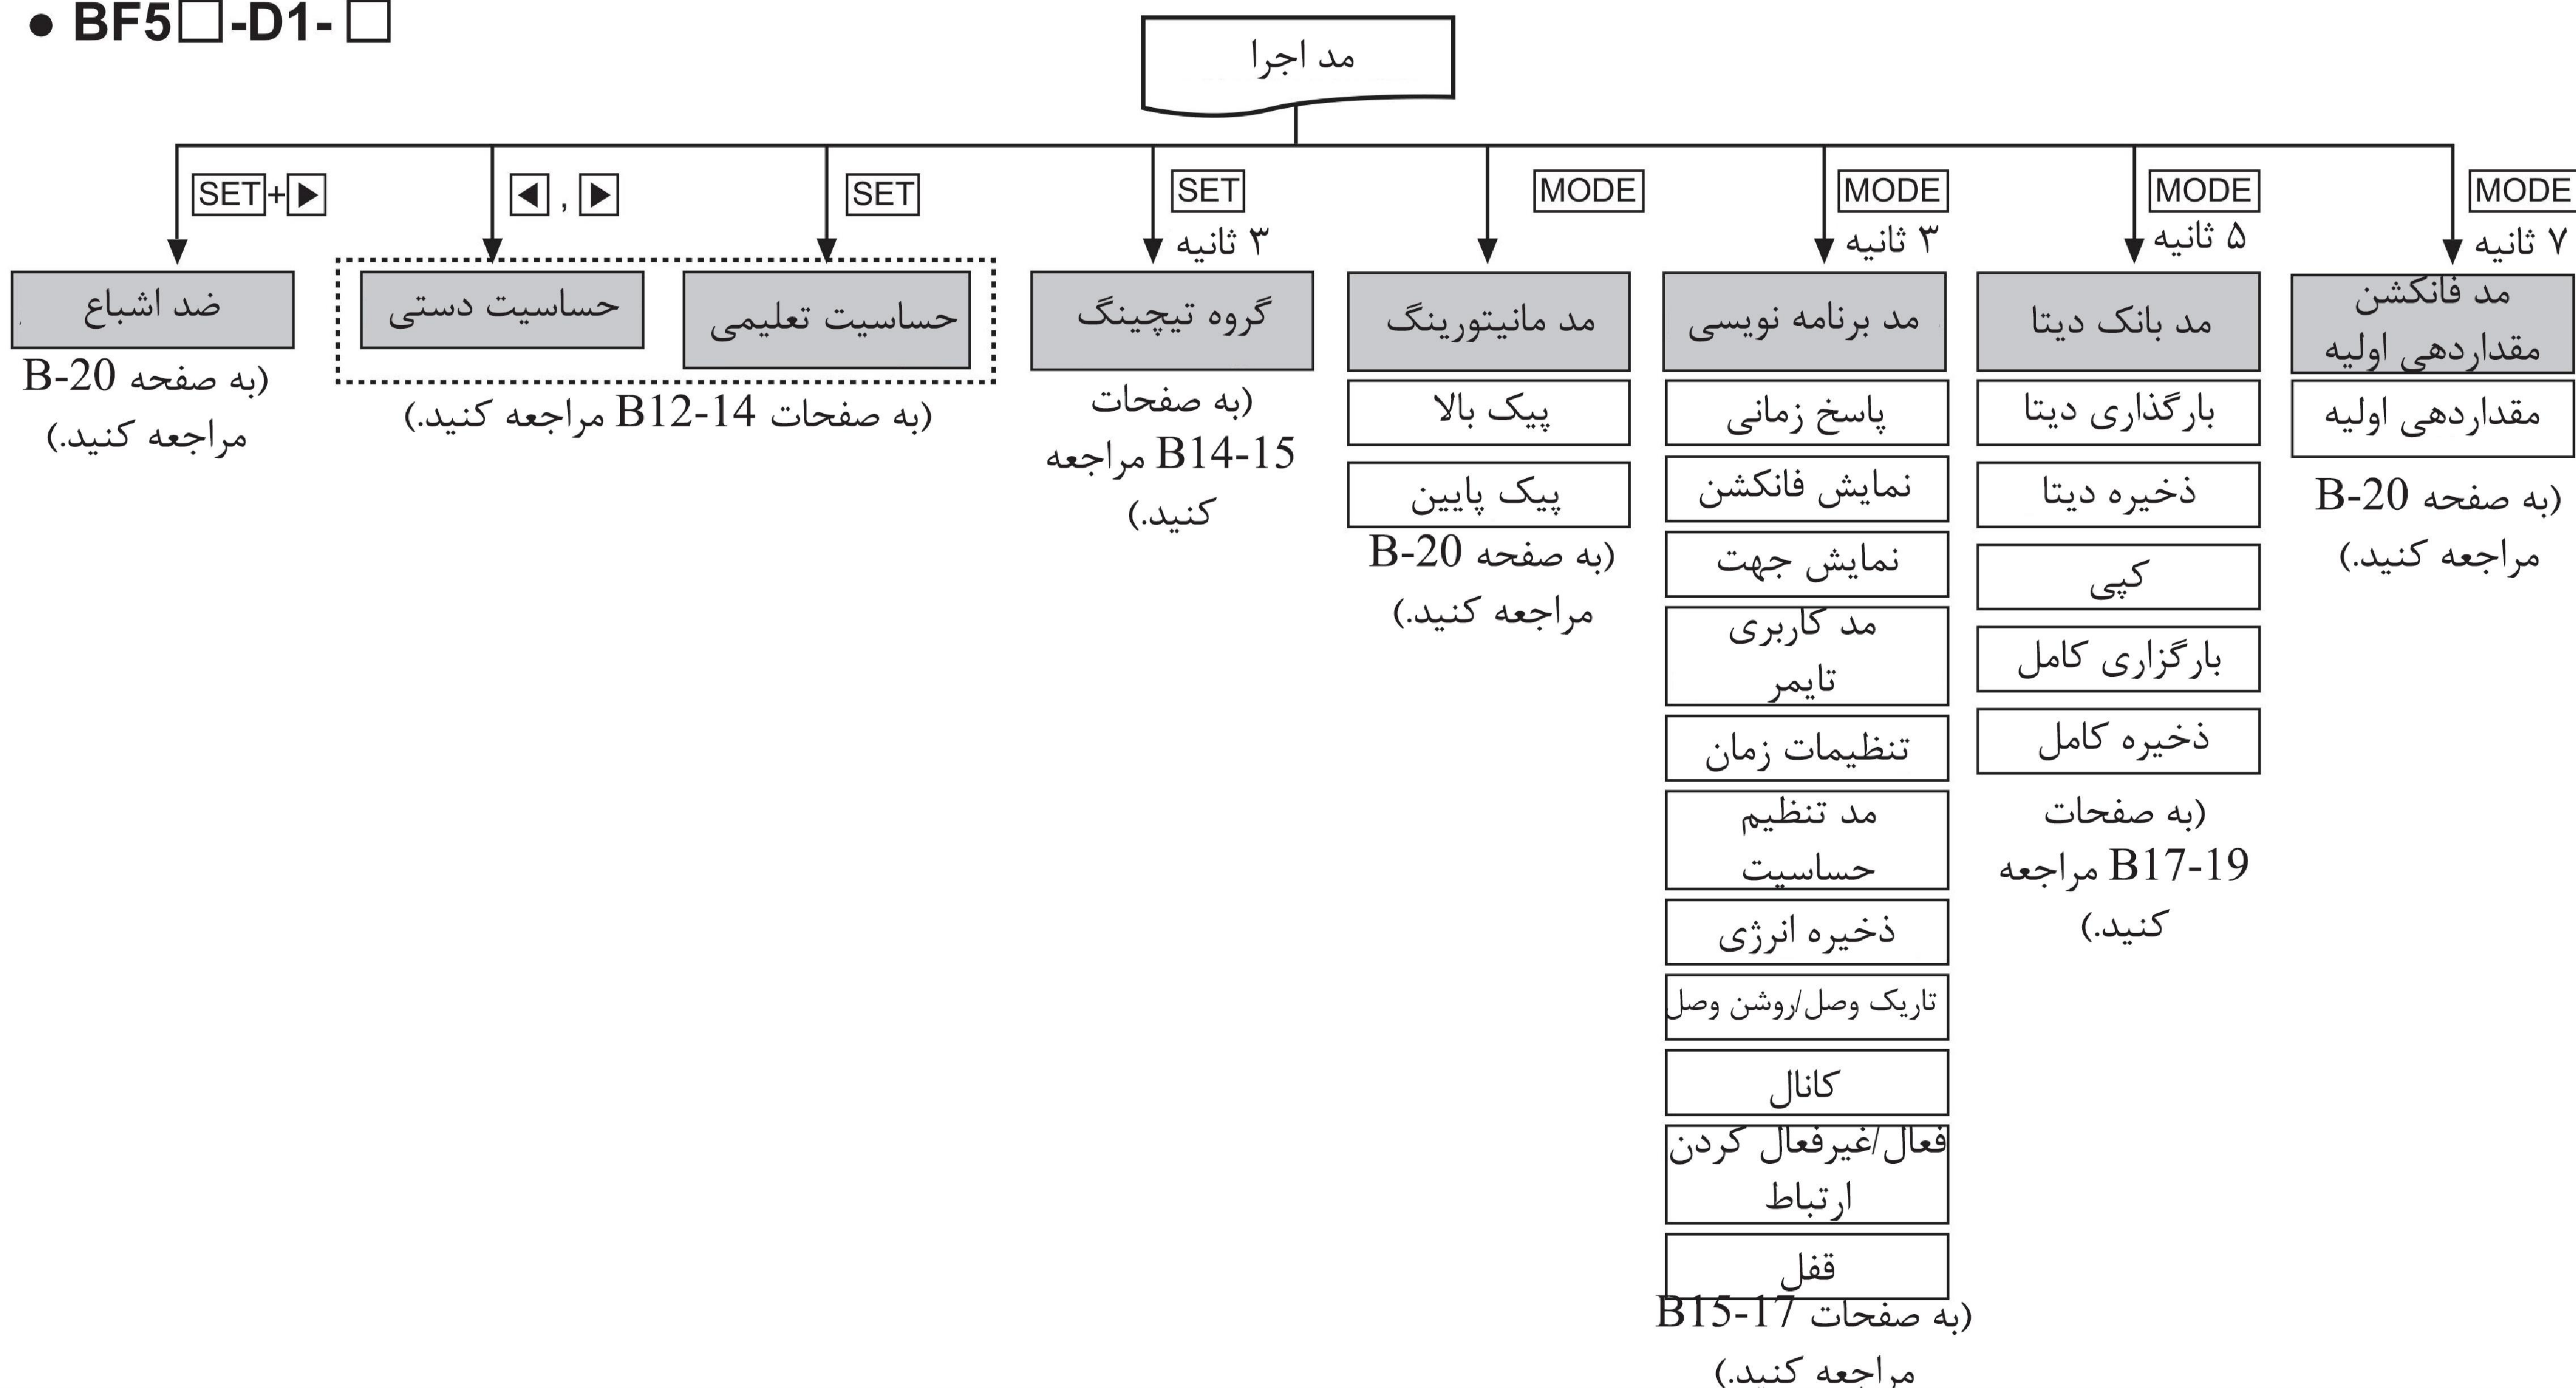 ● BF5□-D1-□
مد اجرا
SET+▶
◀ , ▶
SET
SET
۳ ثانیه
MODE
MODE
۳ ثانیه
MODE
۵ ثانیه
MODE
۷ ثانیه
ضد اشباع
(به صفحه B-20
مراجعه کنید.)
حساسیت دستی
حساسیت تعلیمی
(به صفحات B12-14 مراجعه کنید.)
گروه تیچینگ
(به صفحات
B14-15 مراجعه
کنید.)
مد مانیتورینگ
پیک بالا
پیک پایین
(به صفحه B-20
مراجعه کنید.)
مد برنامه نویسی
پاسخ زمانی
نمایش فانکشن
نمایش جهت
مد کاربری
تایمر
تنظیمات زمان
مد تنظیم
حساسیت
ذخیره انرژی
تاریک وصل/روشن وصل
کانال
فعال/غیرفعال کردن
ارتباط
قفل
(به صفحات B15-17
مراجعه کنید.)
مد بانک دیتا
بارگذاری دیتا
ذخیره دیتا
کپی
بارگزاری کامل
ذخیره کامل
(به صفحات
B17-19 مراجعه
کنید.)
مد فانکشن
مقداردهی اولیه
مقداردهی اولیه
(به صفحه B-20
مراجعه کنید.)